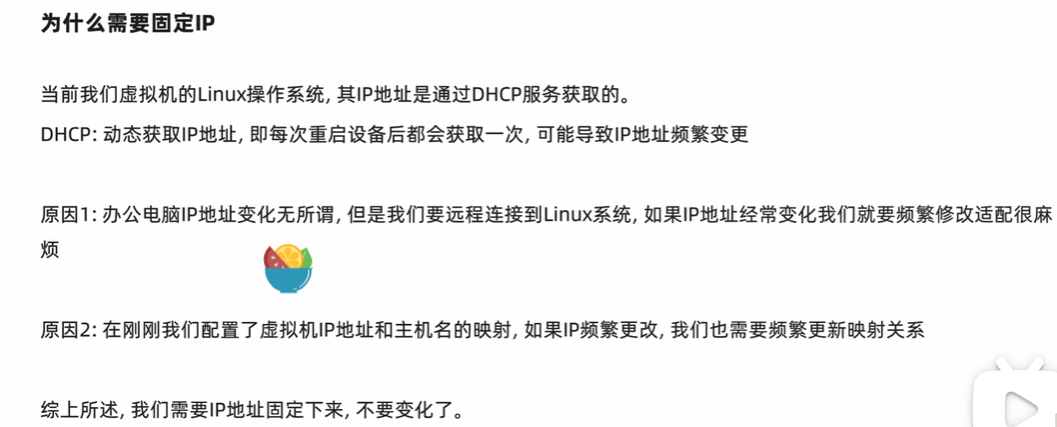 为什么需要固定IP
当前我们虚拟机的Linux操作系统, 其IP地址是通过DHCP服务获取的。
DHCP: 动态获取IP地址, 即每次重启设备后都会获取一次, 可能导致IP地址频繁变更
原因1: 办公电脑IP地址变化无所谓, 但是我们要远程连接到Linux系统, 如果IP地址经常变化我们就要频繁修改适配很麻
烦
原因2: 在刚刚我们配置了虚拟机IP地址和主机名的映射, 如果IP频繁更改, 我们也需要频繁更新映射关系
综上所述, 我们需要IP地址固定下来, 不要变化了。